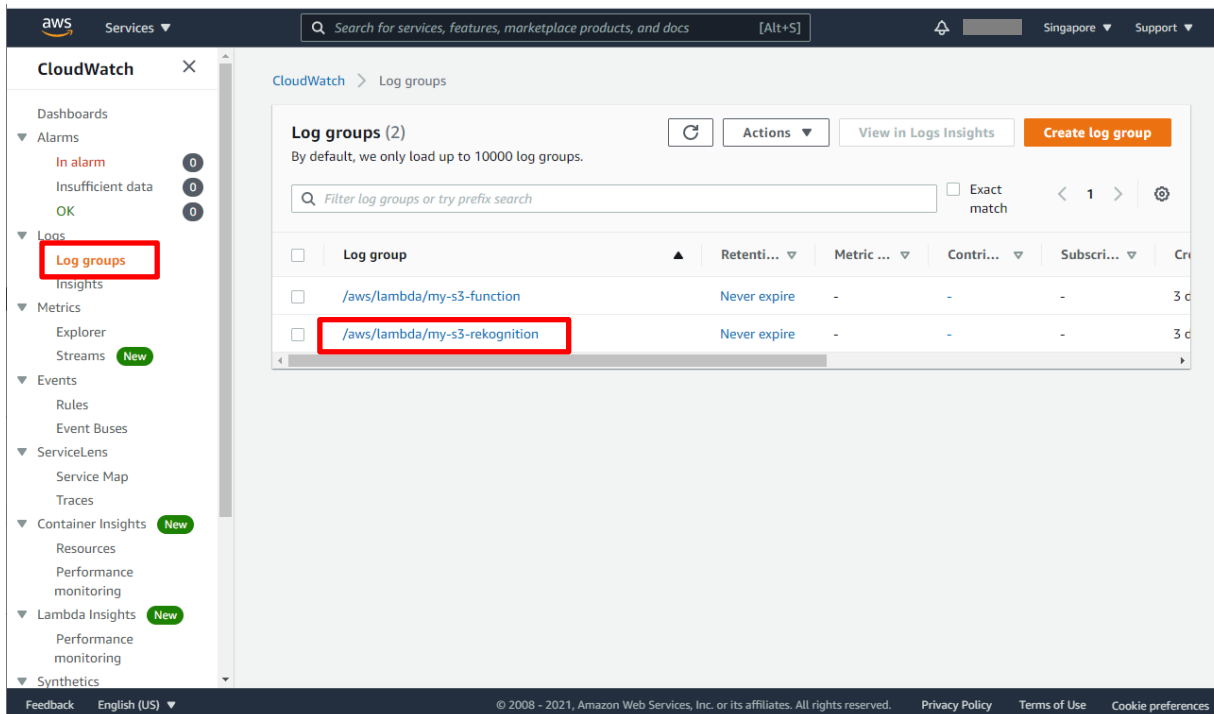 aws
Services ▼
Search for services, features, marketplace products, and docs
[Alt+S]
Singapore ▼
Support ▼
CloudWatch
Dashboards
Alarms
In alarm 0
Insufficient data 0
OK 0
Logs
Log groups
Insights
Metrics
Explorer
Streams New
Events
Rules
Event Buses
ServiceLens
Service Map
Traces
Container Insights New
Resources
Performance
monitoring
Lambda Insights New
Performance
monitoring
Synthetics
CloudWatch > Log groups
Log groups (2)
By default, we only load up to 10000 log groups.
Actions ▼
View in Logs Insights
Create log group
Filter log groups or try prefix search
Exact
match
< 1 >
Log group ▲ Retenti... Metric ... Contri... Subscri... Cr
/aws/lambda/my-s3-function Never expire - - - 3 d
/aws/lambda/my-s3-rekognition Never expire - - - 3 d
Feedback English (US) ▼ © 2008 - 2021, Amazon Web Services, Inc. or its affiliates. All rights reserved. Privacy Policy Terms of Use Cookie preferences